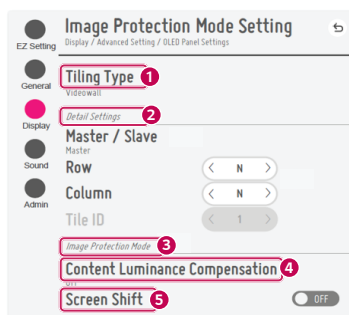 Image Protection Mode Setting
Display / Advanced Setting / OLED Panel Settings
EZ Setting
General
Display
Sound
Admin
Tiling Type 1
Videowall
Detail Settings 2
Master / Slave
Master
Row < N >
Column < N >
Tile ID < 1 >
Image Protection Mode 3
Content Luminance Compensation 4
Off
Screen Shift 5 OFF